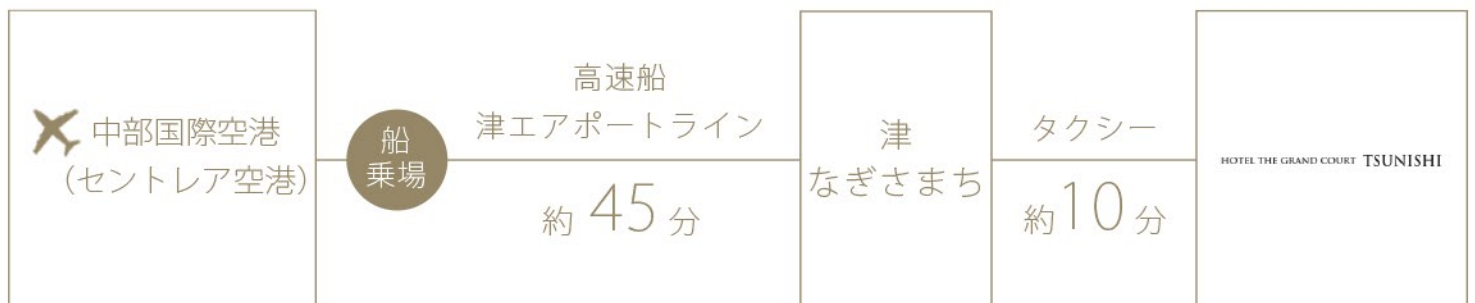 中部国際空港
（セントレア空港）
船
乗場
高速船
津エアポートライン
約 45 分
津
なぎさまち
タクシー
約10 分
HOTEL THE GRAND COURT TSUNISHI